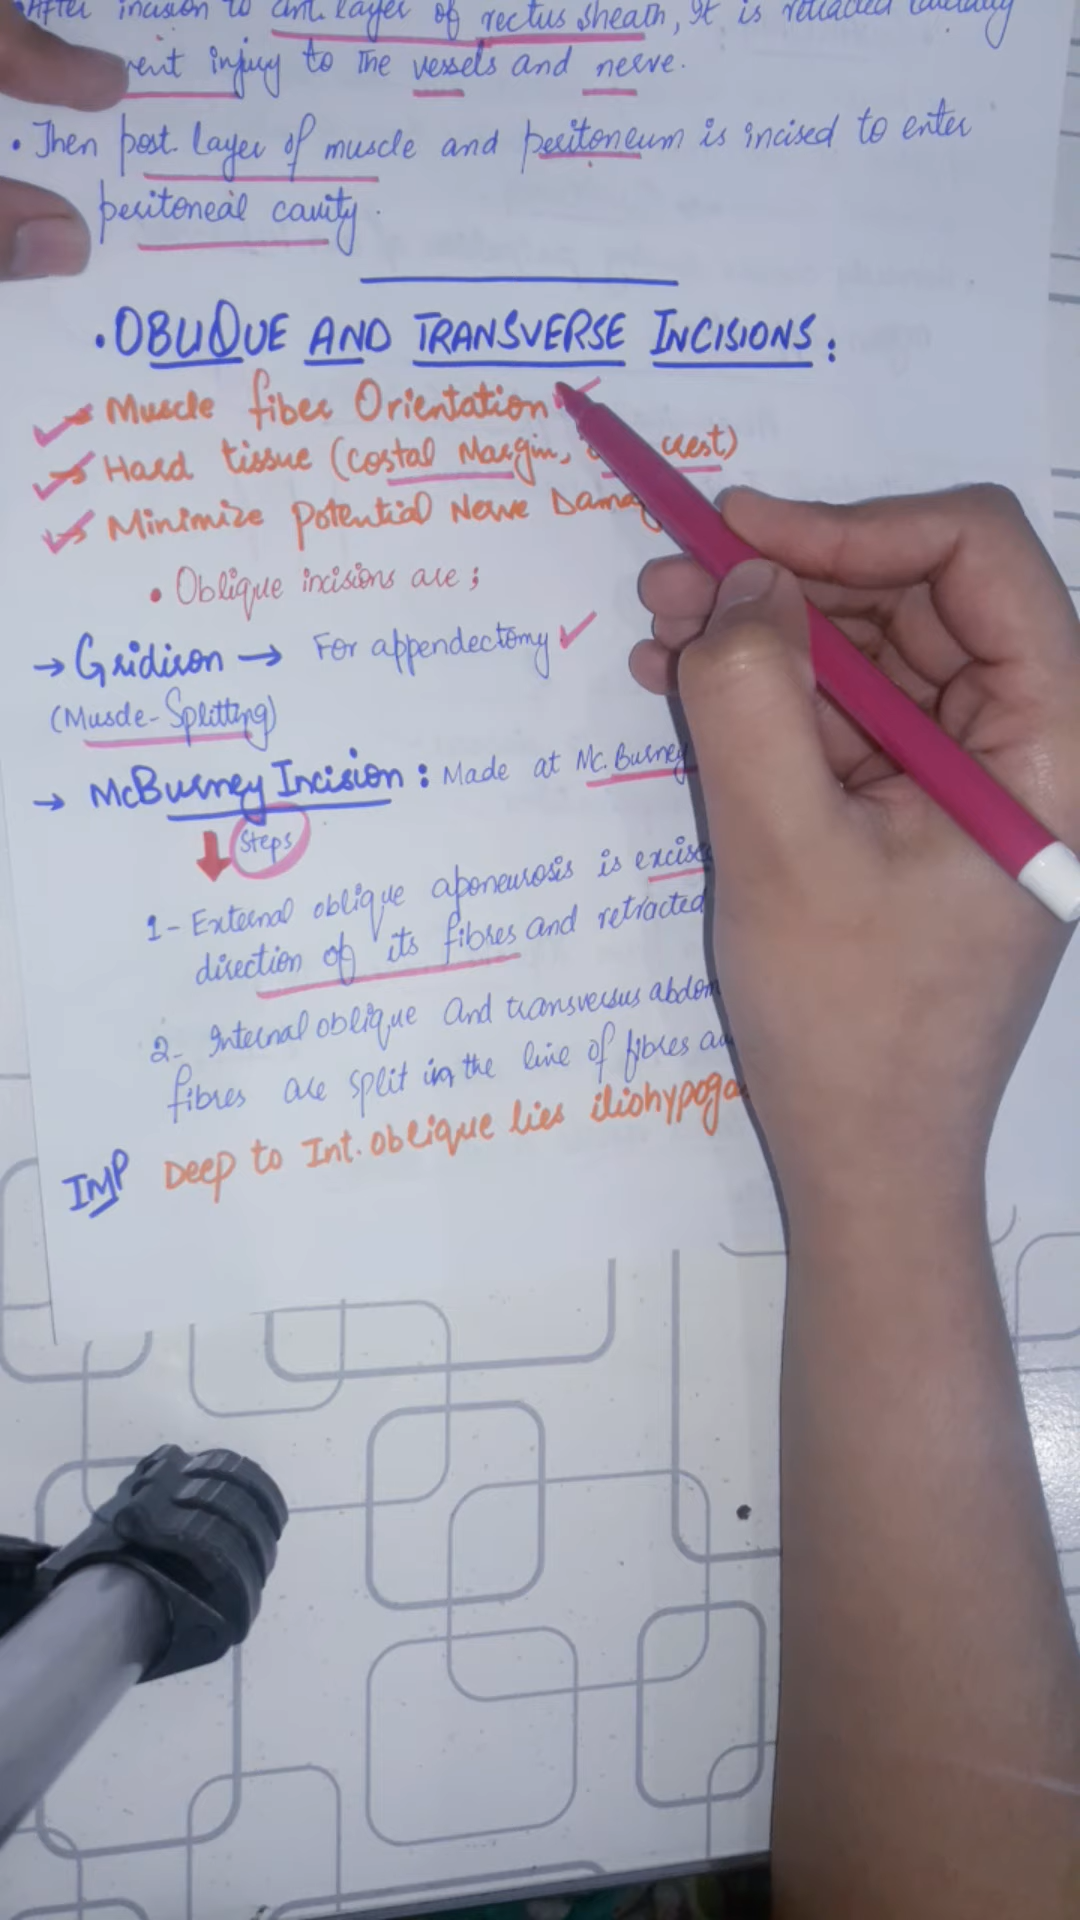 After incision to ant. layer of rectus sheath, It is retracted laterally
injury to the vessels and nerve.
• Then post. layer of muscle and peritoneum is incised to enter
peritoneal cavity.
• OBLIQUE AND TRANSVERSE INCISIONS:
→ Muscle fiber Orientation
→ Hard tissue (costal Margin, crest)
→ Minimize Potential Nerve
• Oblique incisions are;
→ Gridiron → For appendectomy
(Muscle-Splitting)
→ McBurney Incision: Made at Mc.Burney
Steps
1- External oblique aponeurosis is
direction of its fibres and retracted
2- Internal oblique and transversus
fibres are split in the line of fibres
IMP Deep to Int. oblique lies